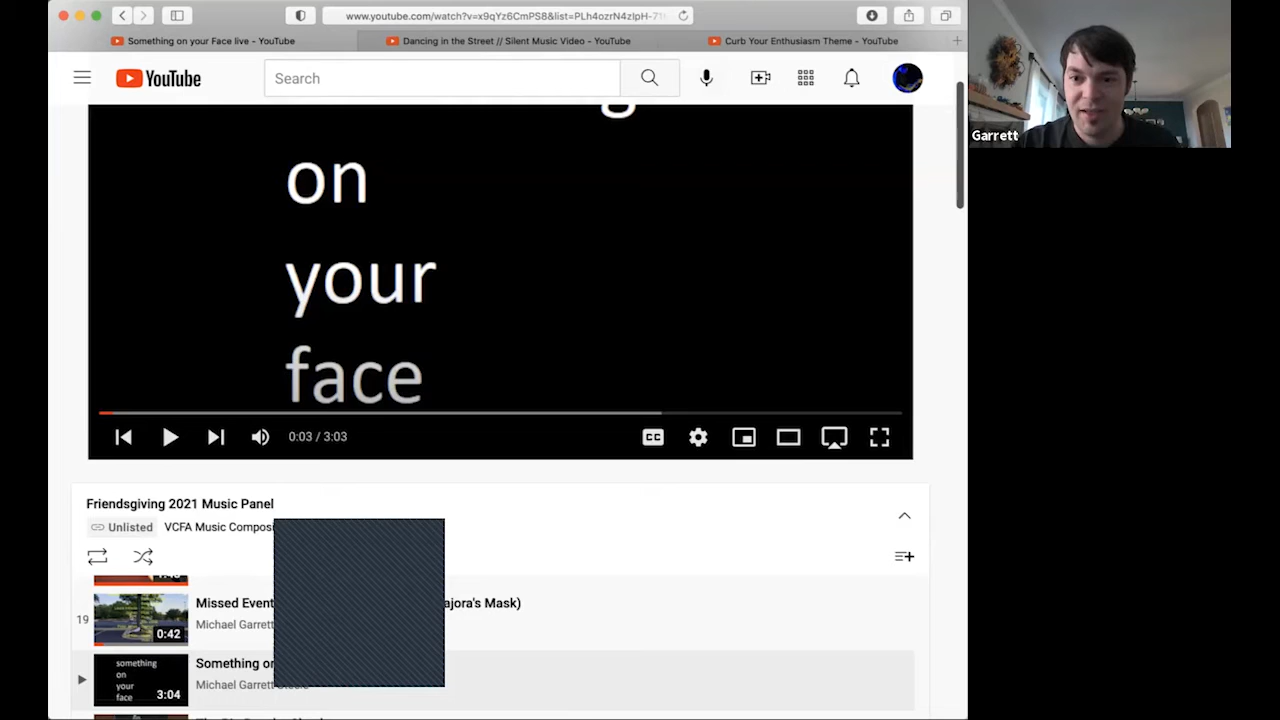 www.youtube.com/watch?v=x9qYz6CmPS8&list=PLh4ozrN4zIpH-71
Something on your Face live - YouTube
Dancing in the Street // Silent Music Video - YouTube
Curb Your Enthusiasm Theme - YouTube
YouTube
Search
Garrett
on
your
face
0:03 / 3:03
CC
Friendsgiving 2021 Music Panel
Unlisted VCFA Music
19
Missed Event
ajora's Mask)
Michael Garrett
0:42
something
on
your
face
3:04
Something
Michael Garrett